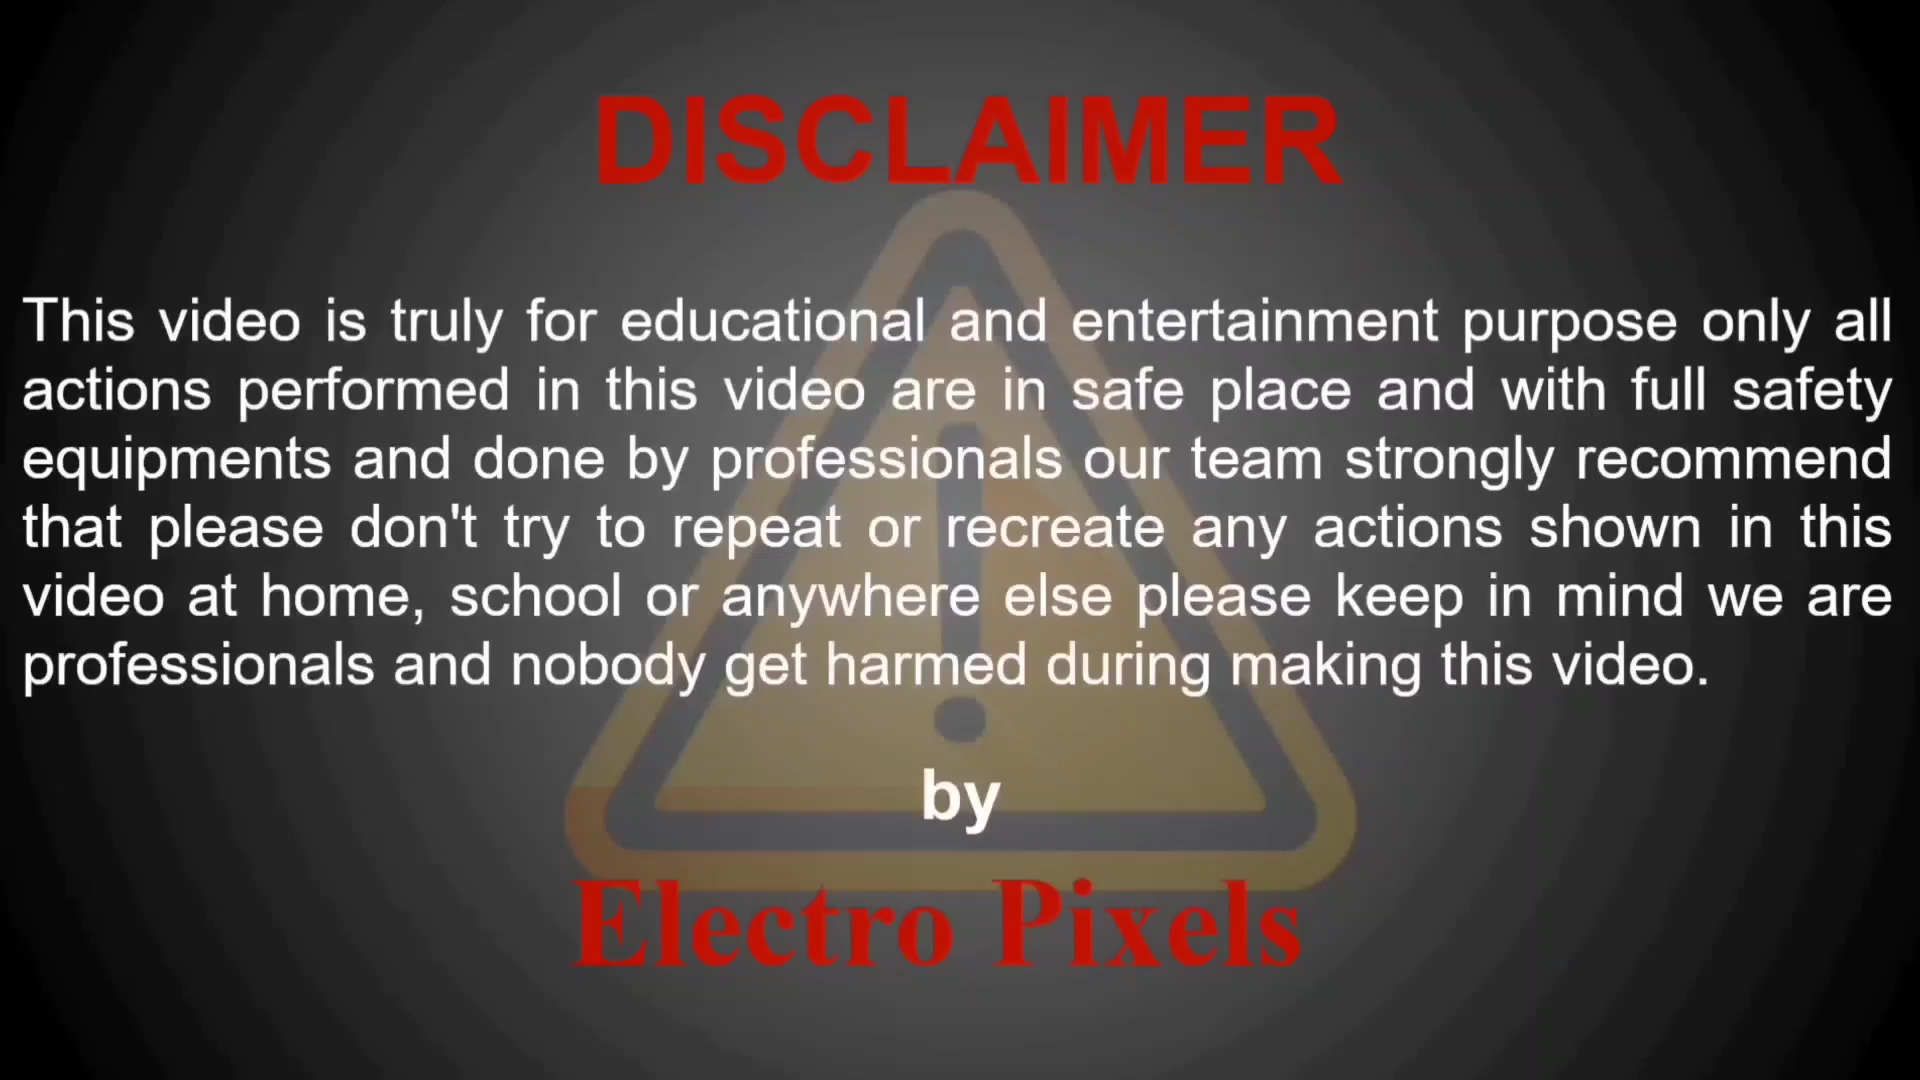 DISCLAIMER
This video is truly for educational and entertainment purpose only all
actions performed in this video are in safe place and with full safety
equipments and done by professionals our team strongly recommend
that please don't try to repeat or recreate any actions shown in this
video at home, school or anywhere else please keep in mind we are
professionals and nobody get harmed during making this video.
by
Electro Pixels